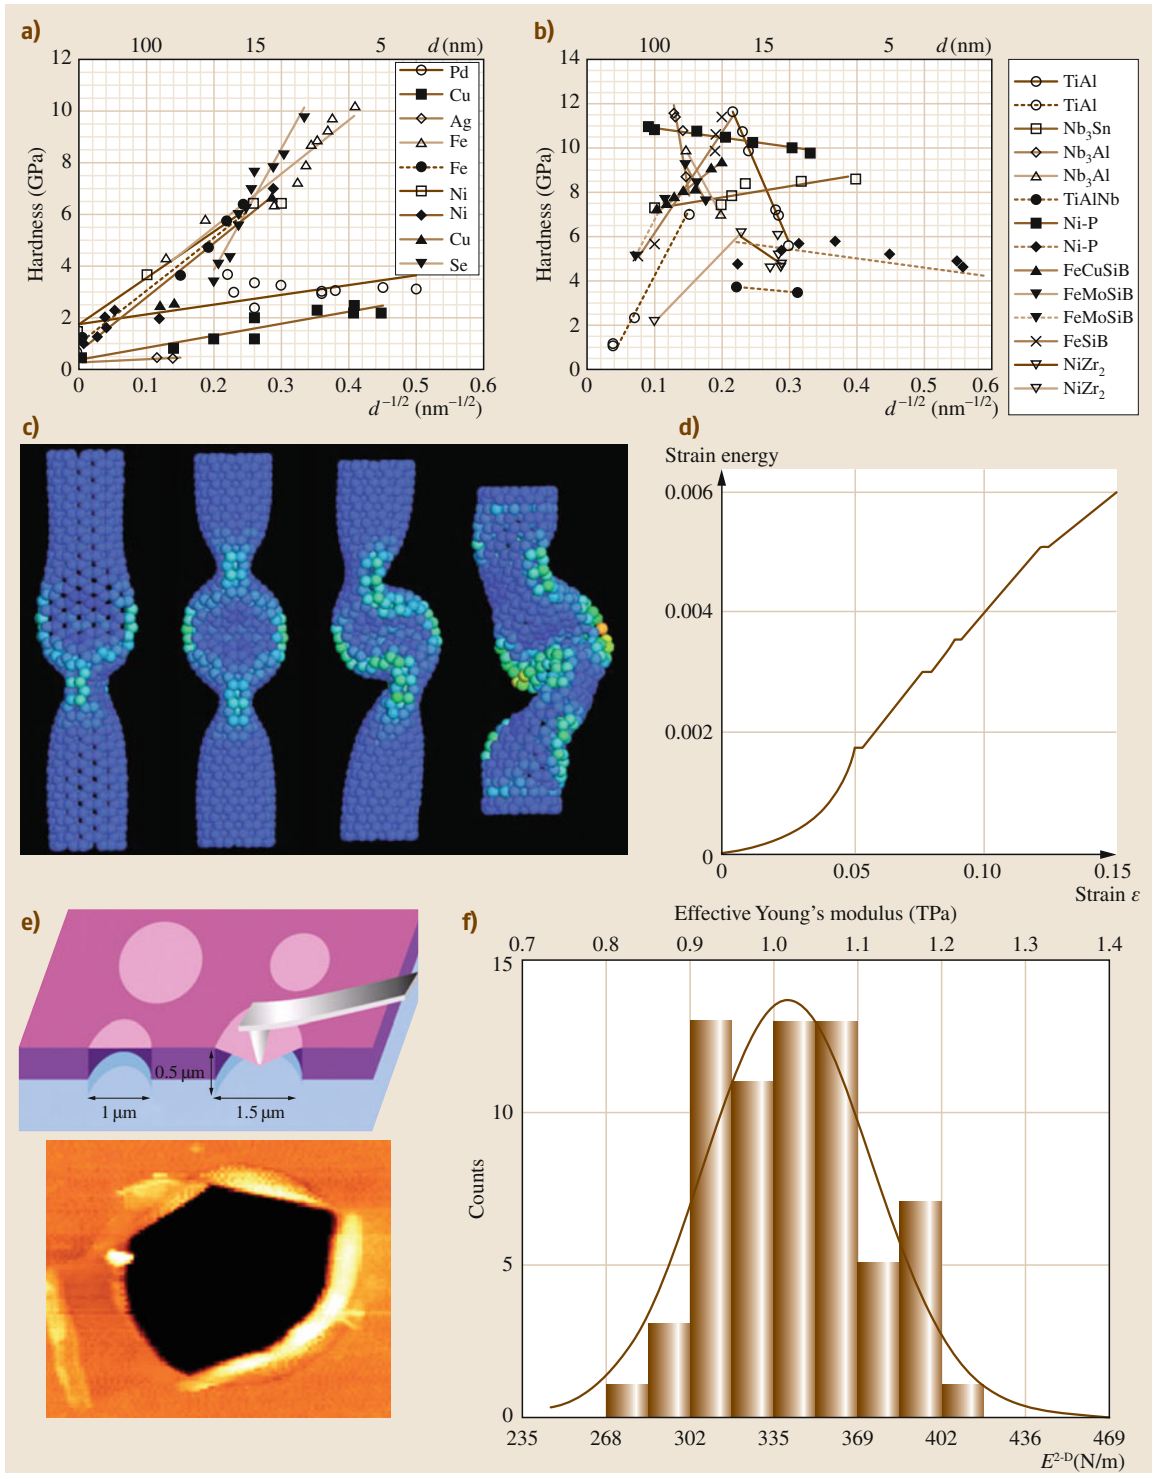 a)
100 15 5 d (nm)
Hardness (GPa)
12
10
8
6
4
2
0
0 0.1 0.2 0.3 0.4 0.5 0.6
d⁻¹/² (nm⁻¹/²)
Pd
Cu
Ag
Fe
Fe
Ni
Ni
Cu
Se
b)
100 15 5 d (nm)
Hardness (GPa)
14
12
10
8
6
4
2
0
0 0.1 0.2 0.3 0.4 0.6
d⁻¹/² (nm⁻¹/²)
TiAl
TiAl
Nb₃Sn
Nb₃Al
Nb₃Al
TiAlNb
Ni-P
Ni-P
FeCuSiB
FeMoSiB
FeMoSiB
FeSiB
NiZr₂
NiZr₂
c)
d)
Strain energy
0.006
0.004
0.002
0
0 0.05 0.10 0.15
Strain ε
e)
0.5 µm
1 µm 1.5 µm
f)
Effective Young's modulus (TPa)
0.7 0.8 0.9 1.0 1.1 1.2 1.3 1.4
15
10
5
0
Counts
235 268 302 335 369 402 436 469
E²⁻ᴰ(N/m)